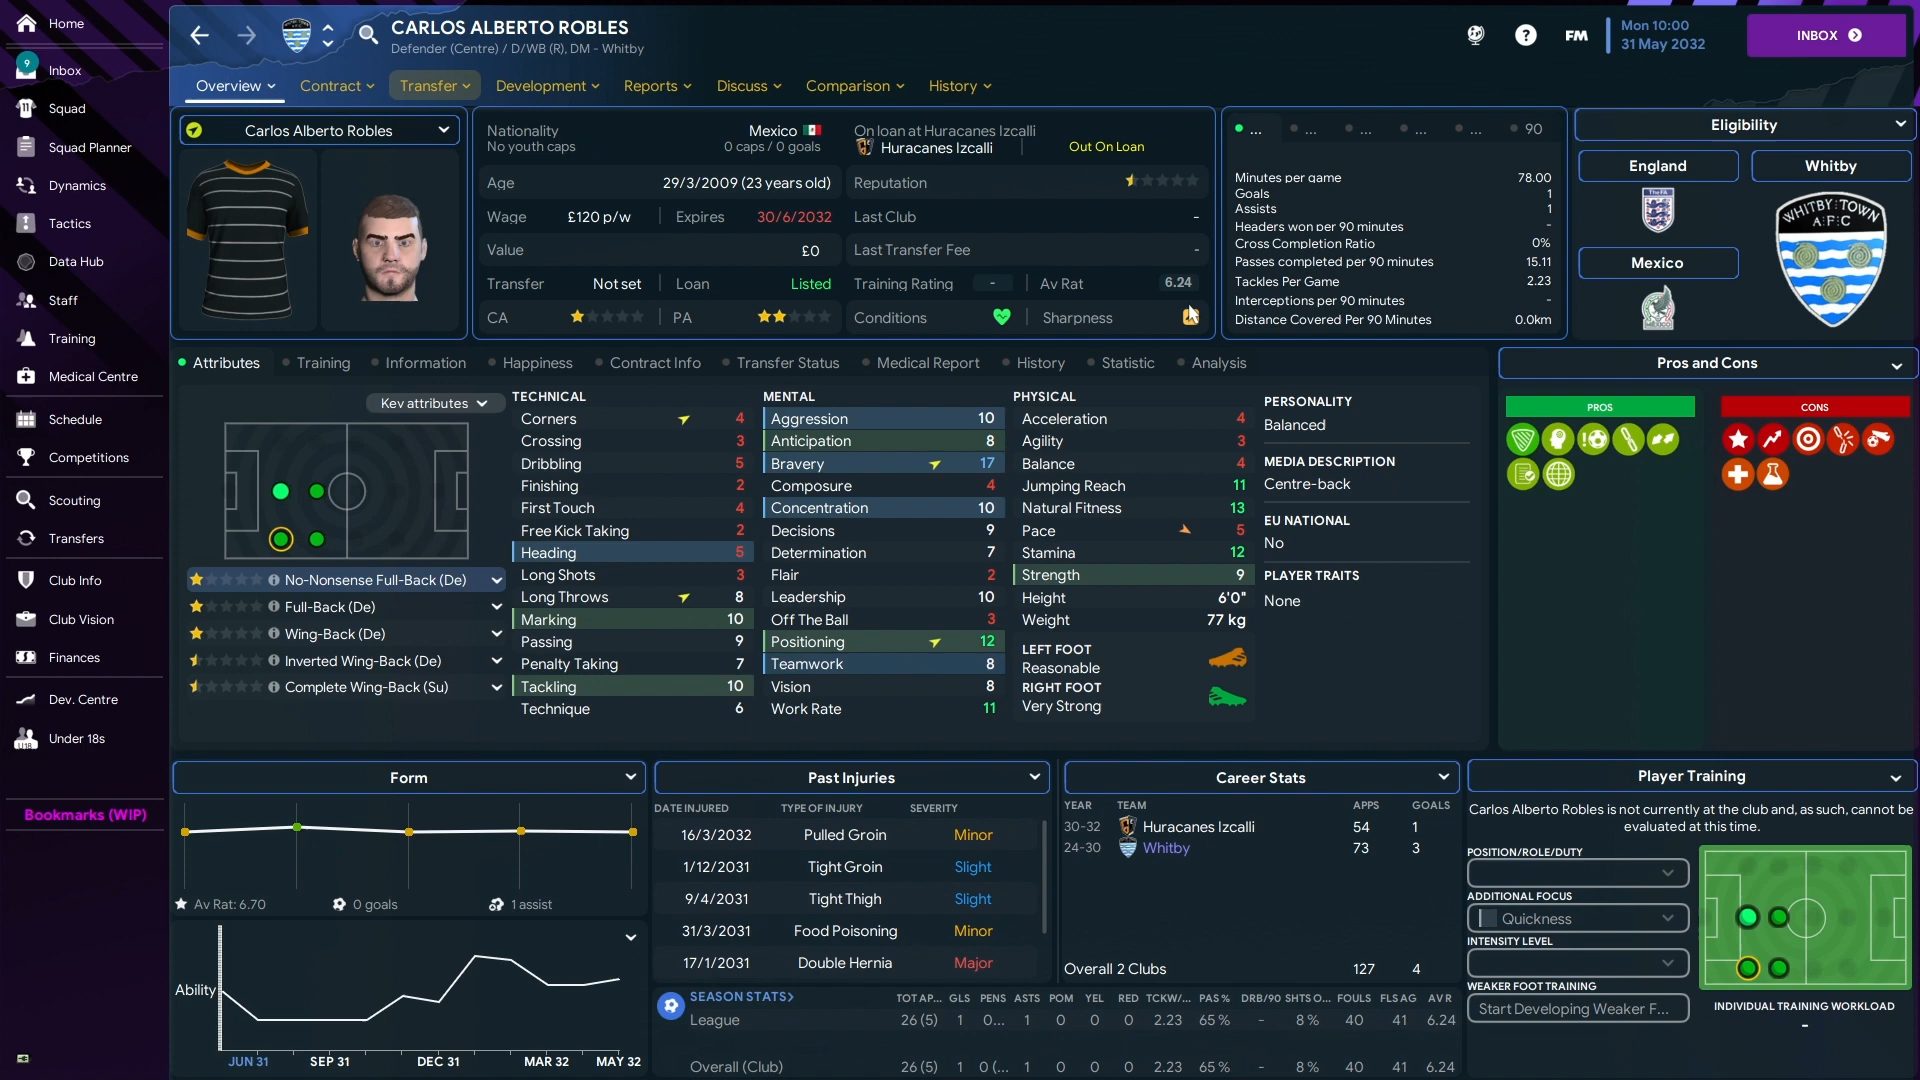 Home
9
Inbox
Squad
Squad Planner
Dynamics
Tactics
Data Hub
Staff
Training
Medical Centre
Schedule
Competitions
Scouting
Transfers
Club Info
Club Vision
Finances
Dev. Centre
Under 18s
Bookmarks (WIP)
CARLOS ALBERTO ROBLES
Defender (Centre) / D/WB (R), DM - Whitby
FM
Mon 10:00
31 May 2032
INBOX
Overview Contract Transfer Development Reports Discuss Comparison History
Carlos Alberto Robles
Nationality Mexico
No youth caps 0 caps / 0 goals
Age 29/3/2009 (23 years old)
Wage £120 p/w Expires 30/6/2032
Value £0
Transfer Not set Loan Listed
CA PA
On loan at Huracanes Izcalli
Huracanes Izcalli Out On Loan
Reputation
Last Club -
Last Transfer Fee -
Training Rating - Av Rat 6.24
Conditions Sharpness
... ... ... ... ... 90
Minutes per game 78.00
Goals 1
Assists 1
Headers won per 90 minutes -
Cross Completion Ratio 0%
Passes completed per 90 minutes 15.11
Tackles Per Game 2.23
Interceptions per 90 minutes -
Distance Covered Per 90 Minutes 0.0km
Eligibility
England Whitby
Mexico
WHITBY TOWN
A.F.C
MEXICO
Attributes Training Information Happiness Contract Info Transfer Status Medical Report History Statistic Analysis
Key attributes
No-Nonsense Full-Back (De)
Full-Back (De)
Wing-Back (De)
Inverted Wing-Back (De)
Complete Wing-Back (Su)
TECHNICAL
Corners 4
Crossing 3
Dribbling 5
Finishing 2
First Touch 4
Free Kick Taking 2
Heading 5
Long Shots 3
Long Throws 8
Marking 10
Passing 9
Penalty Taking 7
Tackling 10
Technique 6
MENTAL
Aggression 10
Anticipation 8
Bravery 17
Composure 4
Concentration 10
Decisions 9
Determination 7
Flair 2
Leadership 10
Off The Ball 3
Positioning 12
Teamwork 8
Vision 8
Work Rate 11
PHYSICAL
Acceleration 4
Agility 3
Balance 4
Jumping Reach 11
Natural Fitness 13
Pace 5
Stamina 12
Strength 9
Height 6'0"
Weight 77 kg
LEFT FOOT
Reasonable
RIGHT FOOT
Very Strong
PERSONALITY
Balanced
MEDIA DESCRIPTION
Centre-back
EU NATIONAL
No
PLAYER TRAITS
None
Pros and Cons
PROS CONS
Form
Av Rat: 6.70 0 goals 1 assist
Ability
JUN 31 SEP 31 DEC 31 MAR 32 MAY 32
Past Injuries
DATE INJURED TYPE OF INJURY SEVERITY
16/3/2032 Pulled Groin Minor
1/12/2031 Tight Groin Slight
9/4/2031 Tight Thigh Slight
31/3/2031 Food Poisoning Minor
17/1/2031 Double Hernia Major
Career Stats
YEAR TEAM APPS GOALS
30-32 Huracanes Izcalli 54 1
24-30 Whitby 73 3
Overall 2 Clubs 127 4
SEASON STATS> TOT AP... GLS PENS ASTS POM YEL RED TCKW/... PAS % DRB/90 SHTS O... FOULS FLS AG AV R
League 26 (5) 1 0... 1 0 0 0 2.23 65 % - 8 % 40 41 6.24
Overall (Club) 26 (5) 1 0 (... 1 0 0 0 2.23 65 % - 8 % 40 41 6.24
Player Training
Carlos Alberto Robles is not currently at the club and, as such, cannot be
evaluated at this time.
POSITION/ROLE/DUTY
ADDITIONAL FOCUS
Quickness
INTENSITY LEVEL
WEAKER FOOT TRAINING
Start Developing Weaker F...
INDIVIDUAL TRAINING WORKLOAD
-